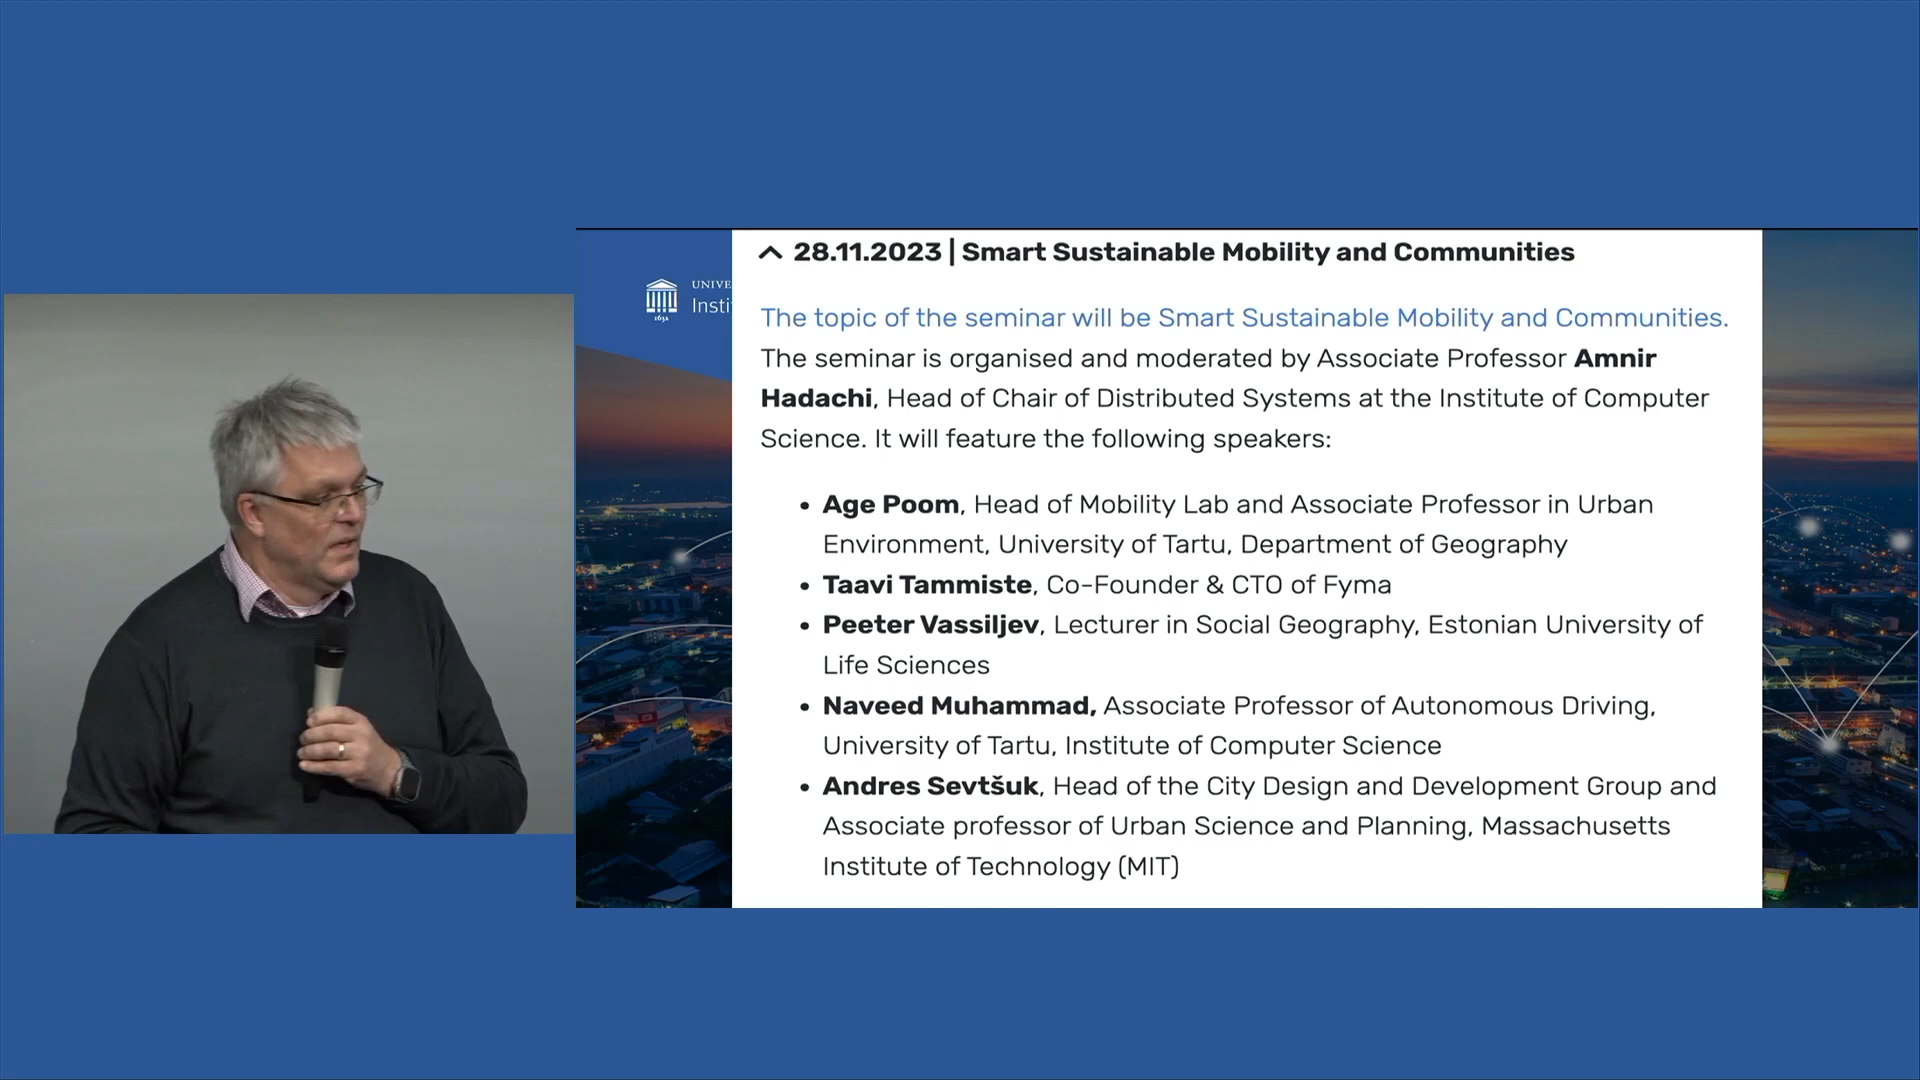 28.11.2023 | Smart Sustainable Mobility and Communities
UNIVE
Insti
1632
The topic of the seminar will be Smart Sustainable Mobility and Communities.
The seminar is organised and moderated by Associate Professor Amnir
Hadachi, Head of Chair of Distributed Systems at the Institute of Computer
Science. It will feature the following speakers:
• Age Poom, Head of Mobility Lab and Associate Professor in Urban
Environment, University of Tartu, Department of Geography
• Taavi Tammiste, Co-Founder & CTO of Fyma
• Peeter Vassiljev, Lecturer in Social Geography, Estonian University of
Life Sciences
• Naveed Muhammad, Associate Professor of Autonomous Driving,
University of Tartu, Institute of Computer Science
• Andres Sevtšuk, Head of the City Design and Development Group and
Associate professor of Urban Science and Planning, Massachusetts
Institute of Technology (MIT)